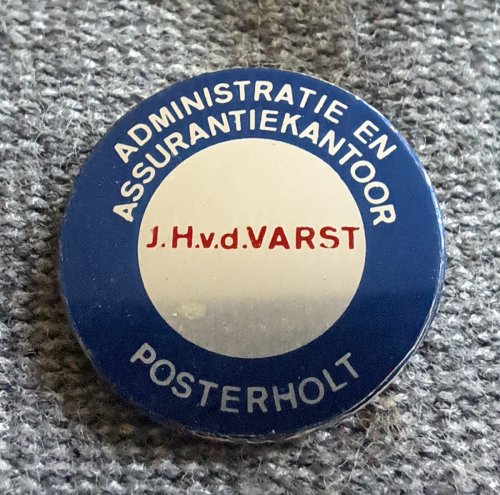 ADMINISTRATIE EN
ASSURANTIEKANTOOR
J.H.v.d.VARST
POSTERHOLT